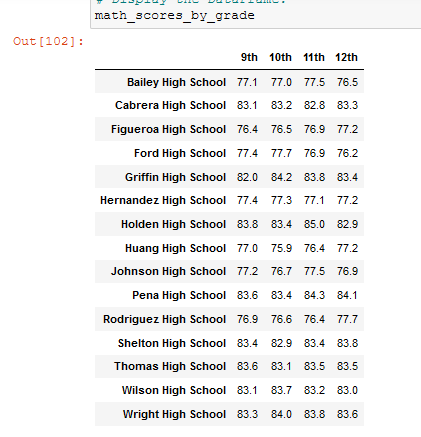 # Display the DataFrame.
math_scores_by_grade
Out[102]:
9th 10th 11th 12th
Bailey High School 77.1 77.0 77.5 76.5
Cabrera High School 83.1 83.2 82.8 83.3
Figueroa High School 76.4 76.5 76.9 77.2
Ford High School 77.4 77.7 76.9 76.2
Griffin High School 82.0 84.2 83.8 83.4
Hernandez High School 77.4 77.3 77.1 77.2
Holden High School 83.8 83.4 85.0 82.9
Huang High School 77.0 75.9 76.4 77.2
Johnson High School 77.2 76.7 77.5 76.9
Pena High School 83.6 83.4 84.3 84.1
Rodriguez High School 76.9 76.6 76.4 77.7
Shelton High School 83.4 82.9 83.4 83.8
Thomas High School 83.6 83.1 83.5 83.5
Wilson High School 83.1 83.7 83.2 83.0
Wright High School 83.3 84.0 83.8 83.6